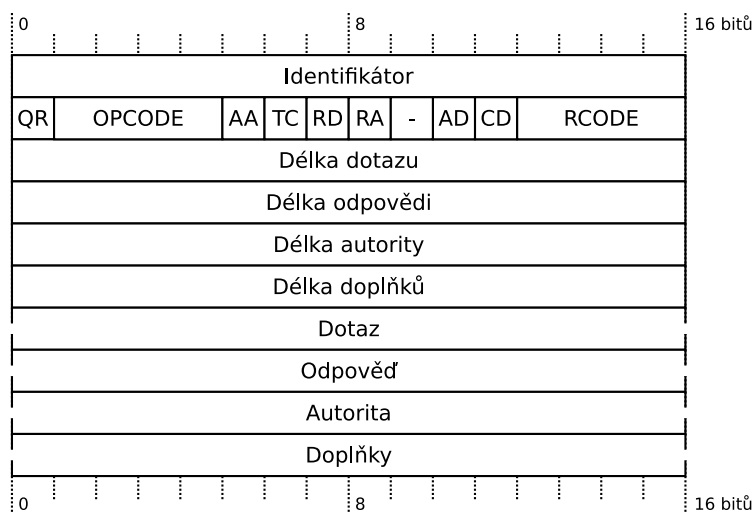 0 8 16 bitů
Identifikátor
QR OPCODE AA TC RD RA - AD CD RCODE
Délka dotazu
Délka odpovědi
Délka autority
Délka doplňků
Dotaz
Odpověď
Autorita
Doplňky
0 8 16 bitů